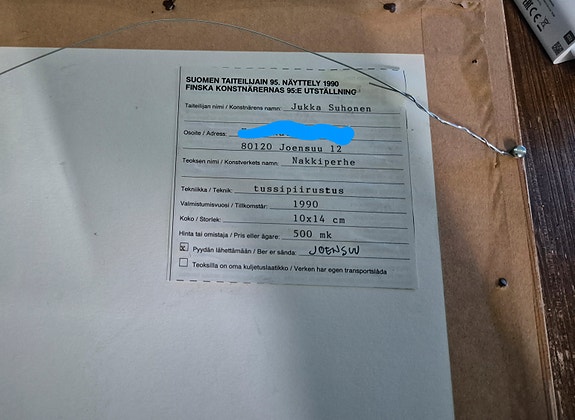 SUOMEN TAITEILIJAIN 95. NÄYTTELY 1990
FINSKA KONSTNÄRERNAS 95:E UTSTÄLLNING
Taiteilijan nimi / Konstnärens namn: Jukka Suhonen
Osoite / Adress:
80120 Joensuu 12
Teoksen nimi / Konstverkets namn: Nakkiperhe
Tekniikka / Teknik: tussipiirustus
Valmistumisvuosi / Tillkomstår: 1990
Koko / Storlek: 10x14 cm
Hinta tai omistaja / Pris eller ägare: 500 mk
x Pyydän lähettämään / Ber er sända: JOENSUU
Teoksilla on oma kuljetuslaatikko / Verken har egen transportslåda